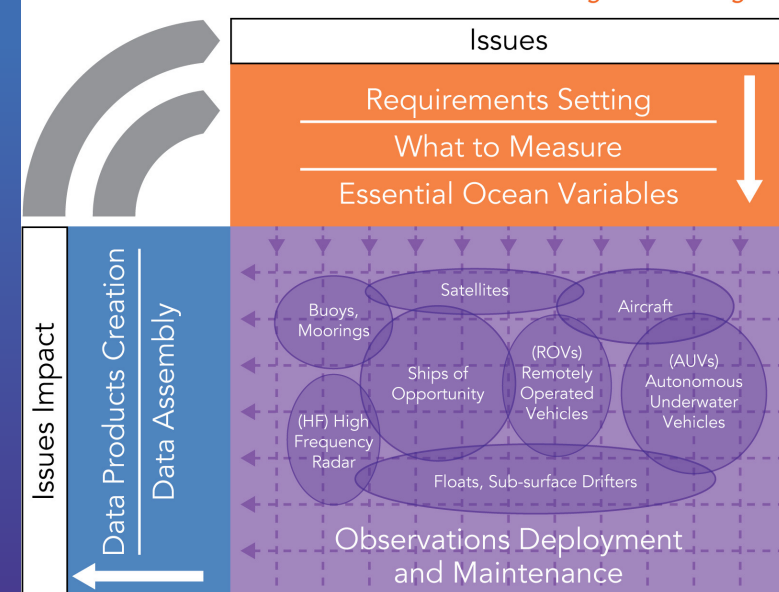 Issues
Requirements Setting
What to Measure
Essential Ocean Variables
Issues Impact
Data Products Creation
Data Assembly
Satellites
Buoys,
Moorings
Aircraft
Ships of
Opportunity
(ROVs)
Remotely
Operated
Vehicles
(AUVs)
Autonomous
Underwater
Vehicles
(HF) High
Frequency
Radar
Floats, Sub-surface Drifters
Observations Deployment
and Maintenance